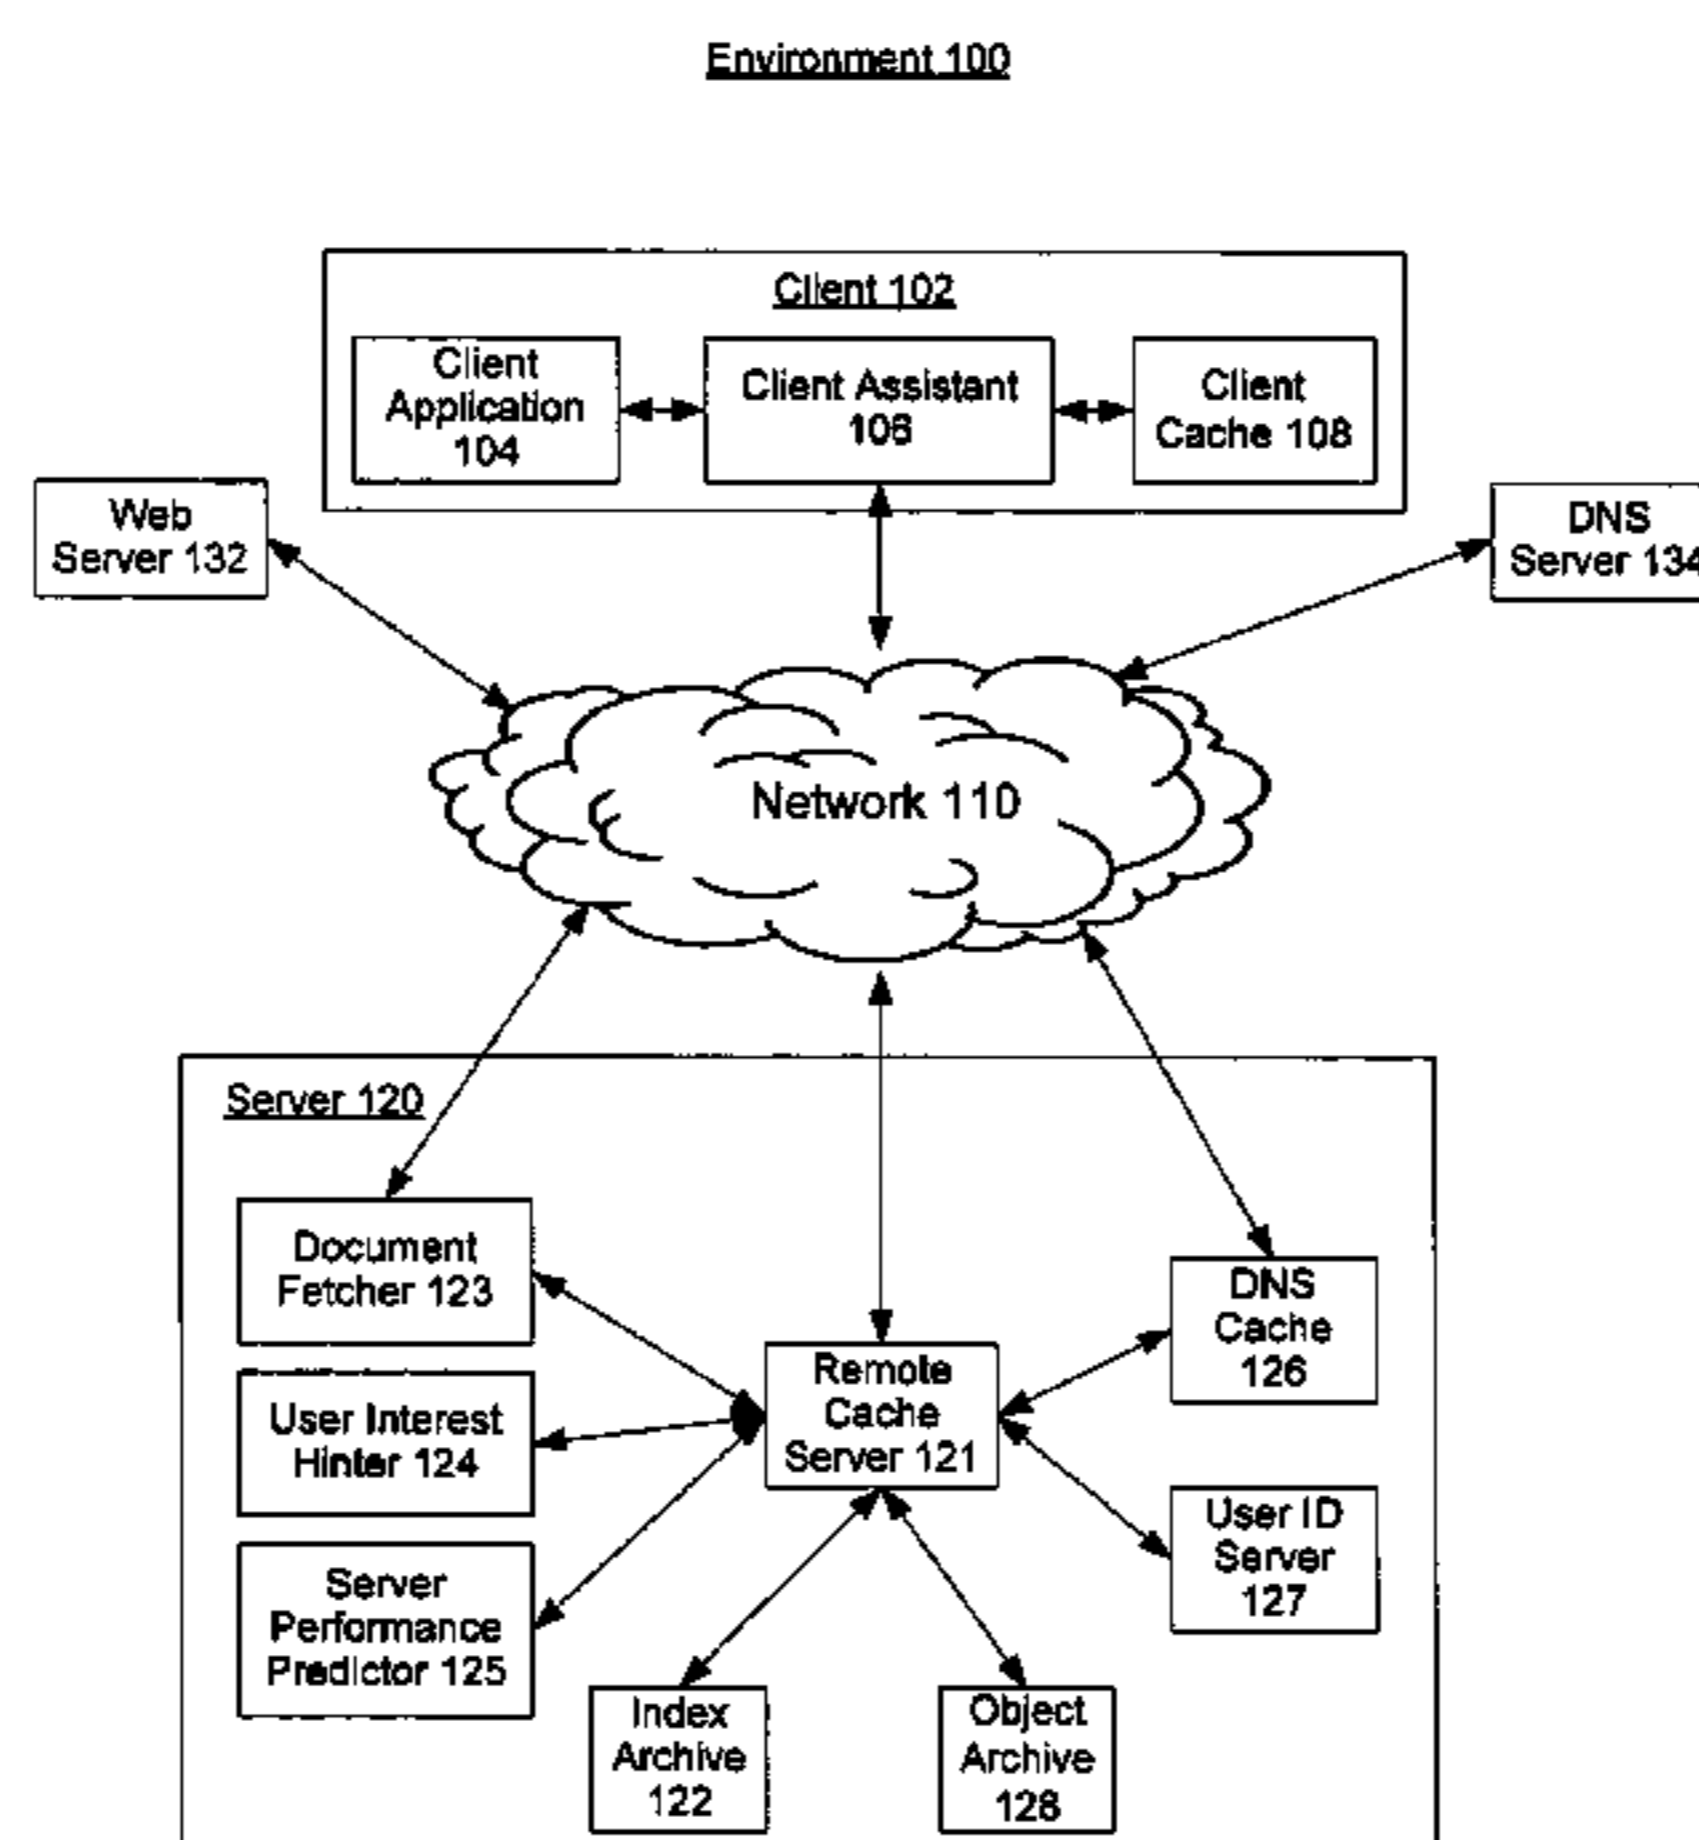 Environment 100
Client 102
Client
Application
104
Client Assistant
106
Client
Cache 108
Web
Server 132
DNS
Server 134
Network 110
Server 120
Document
Fetcher 123
User Interest
Hinter 124
Server
Performance
Predictor 125
Remote
Cache
Server 121
DNS
Cache
126
User ID
Server
127
Index
Archive
122
Object
Archive
128